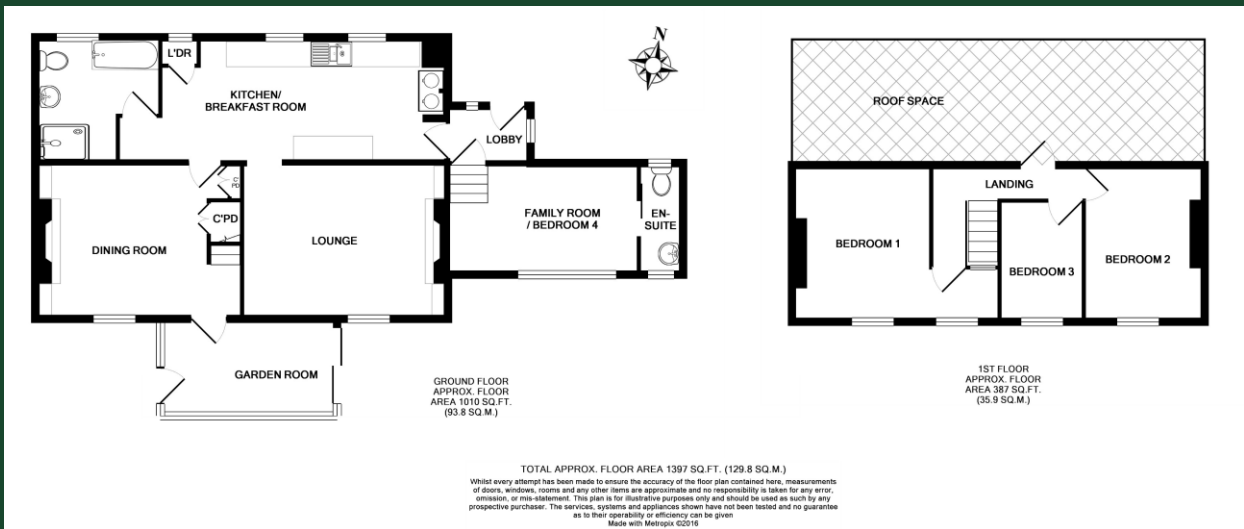 N
L'DR
KITCHEN/
BREAKFAST ROOM
LOBBY
C'
PD
C'PD
DINING ROOM
LOUNGE
FAMILY ROOM
/ BEDROOM 4
EN-
SUITE
GARDEN ROOM
GROUND FLOOR
APPROX. FLOOR
AREA 1010 SQ.FT.
(93.8 SQ.M.)
ROOF SPACE
LANDING
BEDROOM 1
BEDROOM 3
BEDROOM 2
1ST FLOOR
APPROX. FLOOR
AREA 387 SQ.FT.
(35.9 SQ.M.)
TOTAL APPROX. FLOOR AREA 1397 SQ.FT. (129.8 SQ.M.)
Whilst every attempt has been made to ensure the accuracy of the floor plan contained here, measurements
of doors, windows, rooms and any other items are approximate and no responsibility is taken for any error,
omission, or mis-statement. This plan is for illustrative purposes only and should be used as such by any
prospective purchaser. The services, systems and appliances shown have not been tested and no guarantee
as to their operability or efficiency can be given
Made with Metropix ©2016